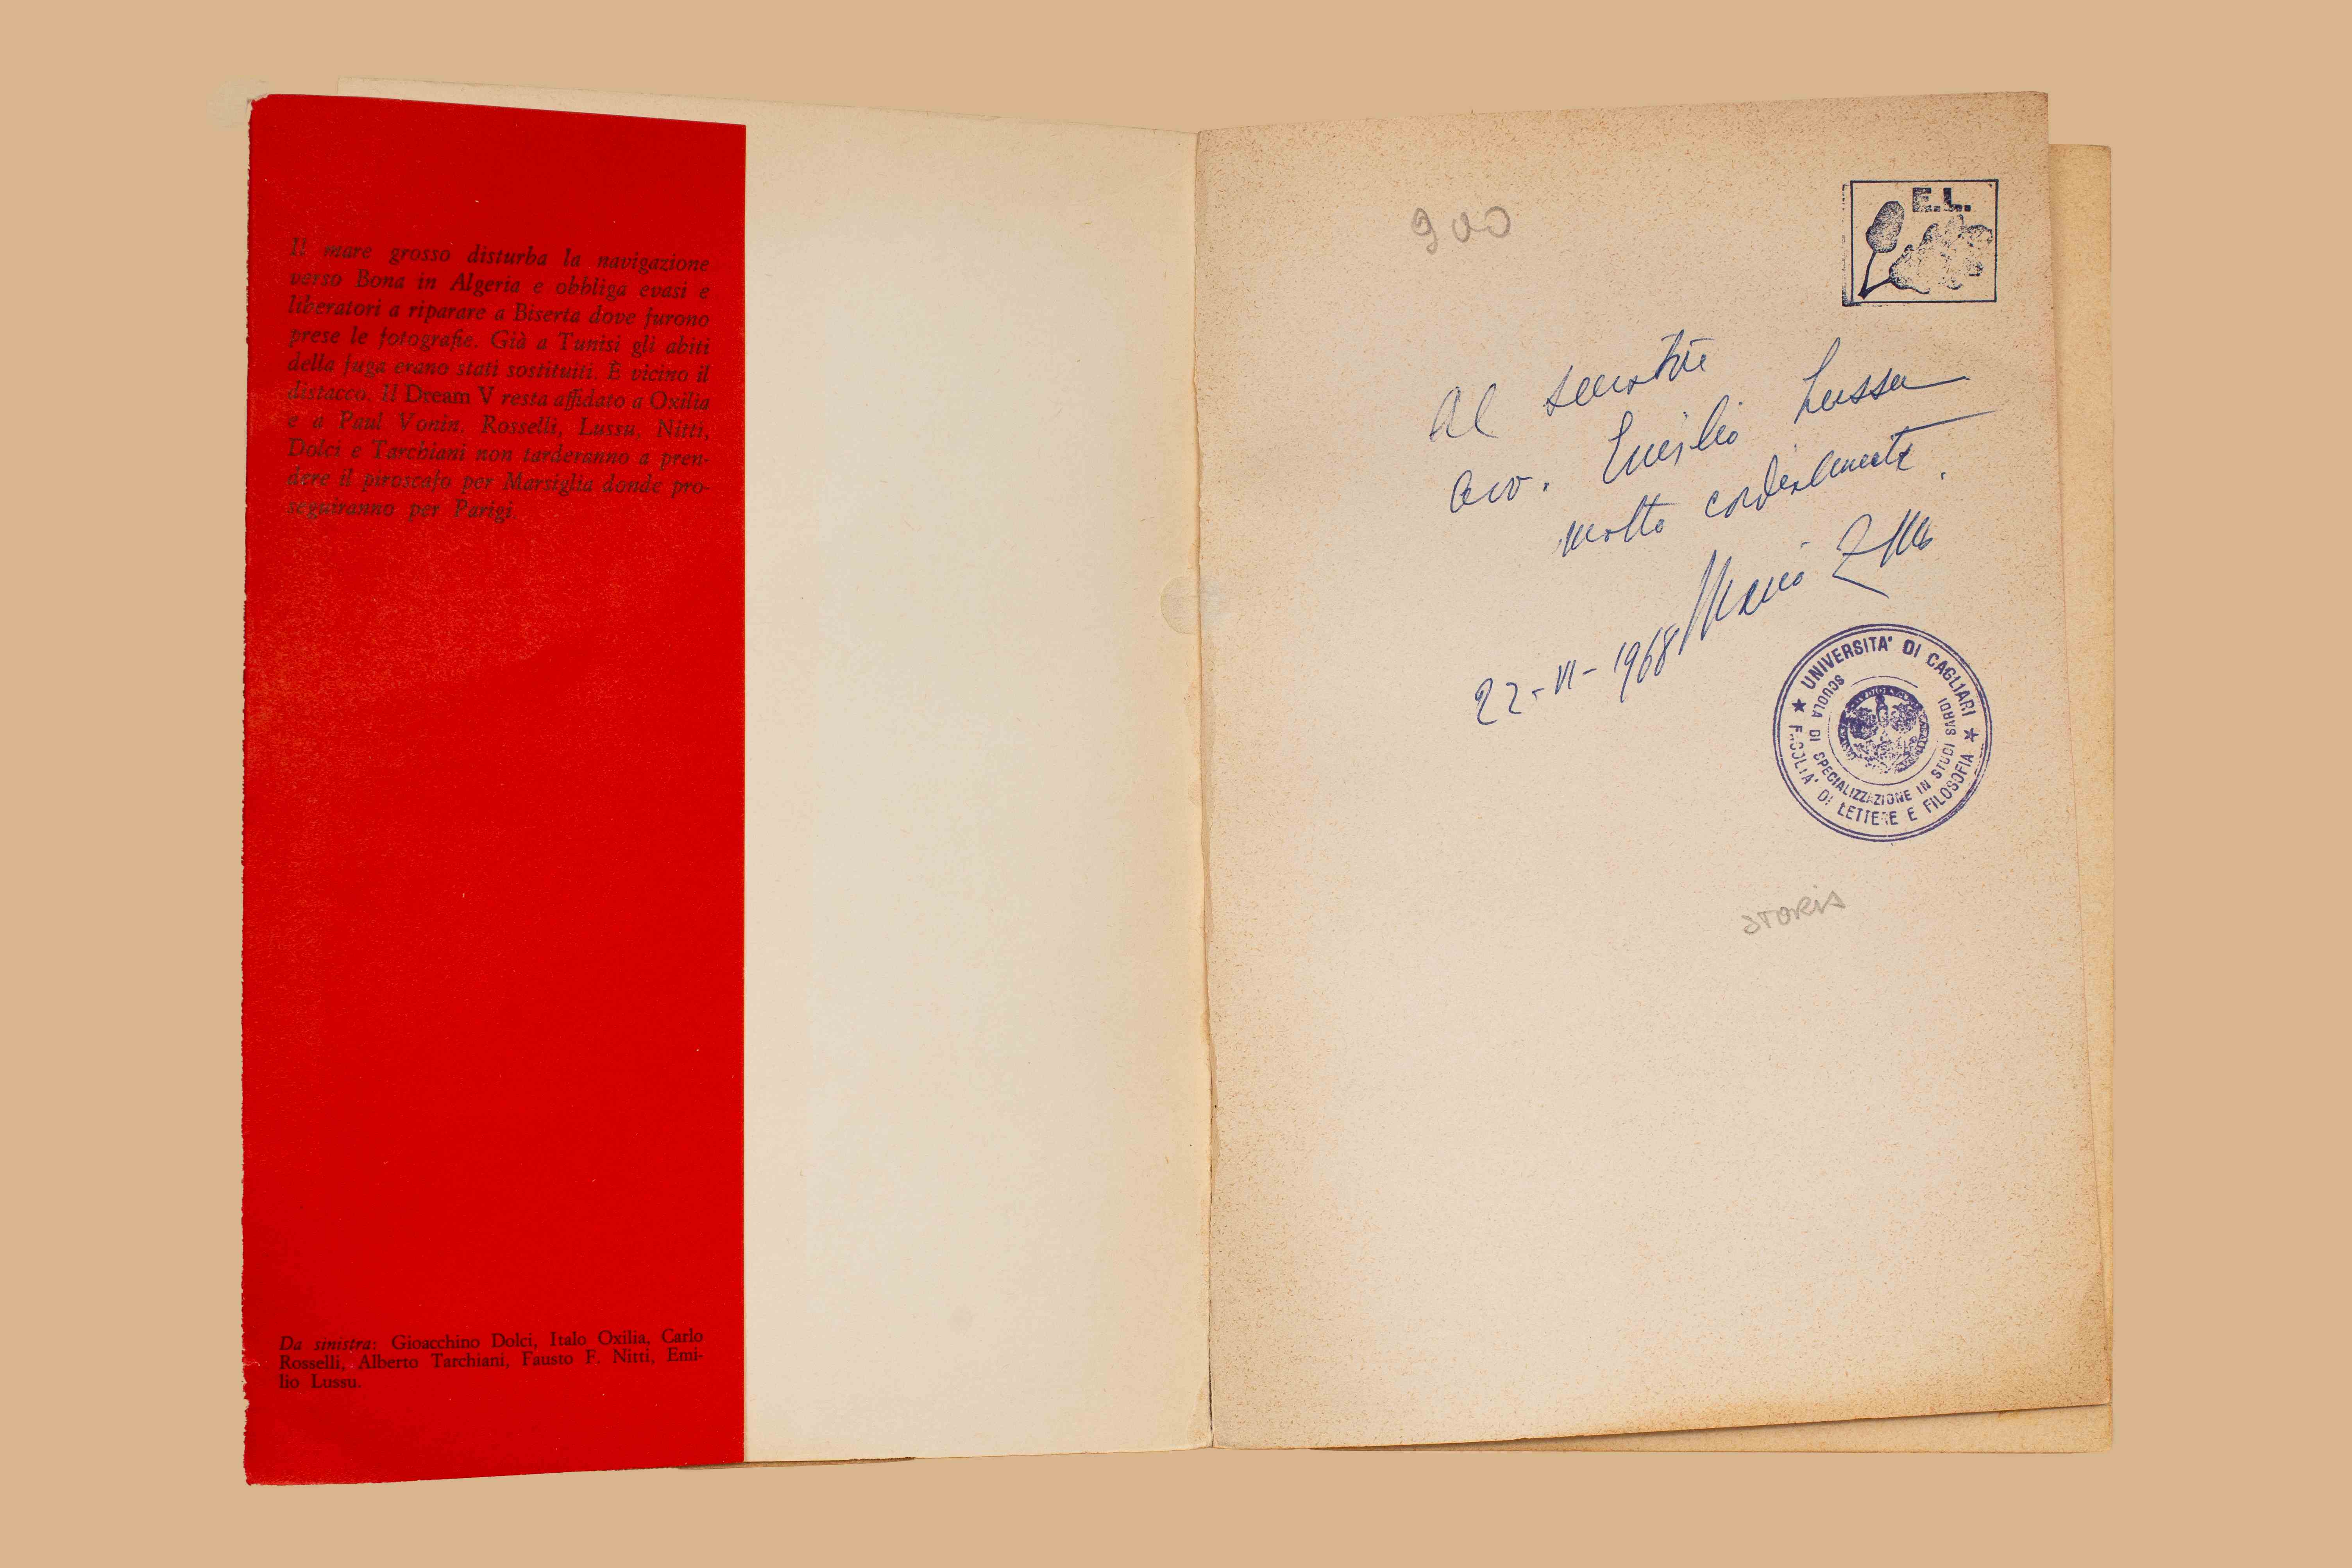 Il mare grosso disturba la navigazione
verso Bona in Algeria e obbliga evasi e
liberatori a riparare a Biserta dove furono
prese le fotografie. Già a Tunisi gli abiti
della fuga erano stati sostituiti. È vicino il
distacco. Il Dream V resta affidato a Oxilia
e a Paul Vonin. Rosselli, Lussu, Nitti,
Dolci e Tarchiani non tarderanno a pren-
dere il piroscafo per Marsiglia donde pro-
seguiranno per Parigi.
Da sinistra: Gioacchino Dolci, Italo Oxilia, Carlo
Rosselli, Alberto Tarchiani, Fausto F. Nitti, Emi-
lio Lussu.
900
E.L.
Al senatore
avv. Emilio Lussu
molto cordialmente.
Mario
22-VI-1968
UNIVERSITA' DI CAGLIARI
FACOLTA' DI LETTERE E FILOSOFIA
SCUOLA DI SPECIALIZZAZIONE IN STUDI SARDI
STORIA